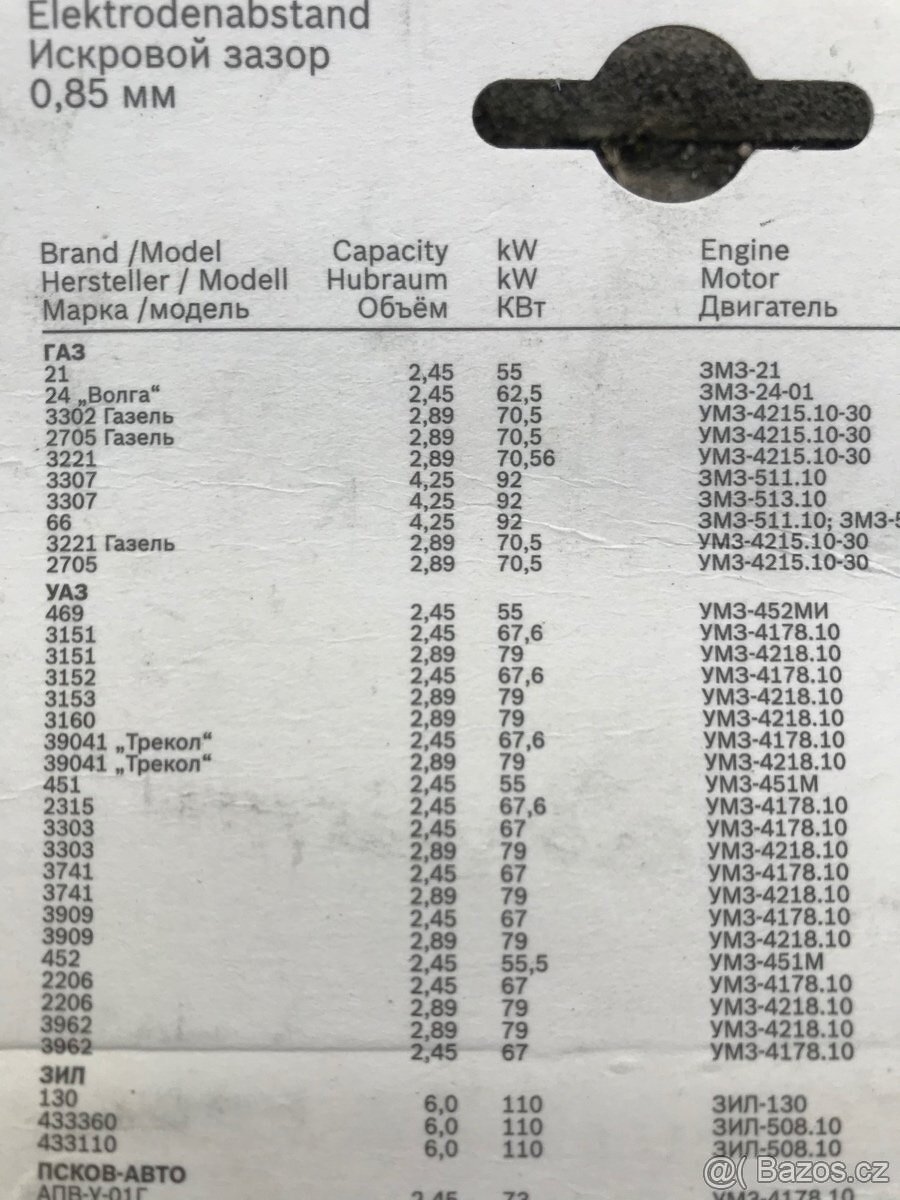 Elektrodenabstand
Искровой зазор
0,85 мм
Brand /Model Capacity kW Engine
Hersteller / Modell Hubraum kW Motor
Марка /модель Объём КВт Двигатель
ГАЗ
21 2,45 55 ЗМЗ-21
24 „Волга“ 2,45 62,5 ЗМЗ-24-01
3302 Газель 2,89 70,5 УМЗ-4215.10-30
2705 Газель 2,89 70,5 УМЗ-4215.10-30
3221 2,89 70,56 УМЗ-4215.10-30
3307 4,25 92 ЗМЗ-511.10
3307 4,25 92 ЗМЗ-513.10
66 4,25 92 ЗМЗ-511.10; ЗМЗ-5
3221 Газель 2,89 70,5 УМЗ-4215.10-30
2705 2,89 70,5 УМЗ-4215.10-30
УАЗ
469 2,45 55 УМЗ-452МИ
3151 2,45 67,6 УМЗ-4178.10
3151 2,89 79 УМЗ-4218.10
3152 2,45 67,6 УМЗ-4178.10
3153 2,89 79 УМЗ-4218.10
3160 2,89 79 УМЗ-4218.10
39041 „Трекол“ 2,45 67,6 УМЗ-4178.10
39041 „Трекол“ 2,89 79 УМЗ-4218.10
451 2,45 55 УМЗ-451М
2315 2,45 67,6 УМЗ-4178.10
3303 2,45 67 УМЗ-4178.10
3303 2,89 79 УМЗ-4218.10
3741 2,45 67 УМЗ-4178.10
3741 2,89 79 УМЗ-4218.10
3909 2,45 67 УМЗ-4178.10
3909 2,89 79 УМЗ-4218.10
452 2,45 55,5 УМЗ-451М
2206 2,45 67 УМЗ-4178.10
2206 2,89 79 УМЗ-4218.10
3962 2,89 79 УМЗ-4218.10
3962 2,45 67 УМЗ-4178.10
ЗИЛ
130 6,0 110 ЗИЛ-130
433360 6,0 110 ЗИЛ-508.10
433110 6,0 110 ЗИЛ-508.10
ПСКОВ-АВТО
АПВ-У-01Г 2,45 73 УМЗ-4178.10
@( Bazos.cz